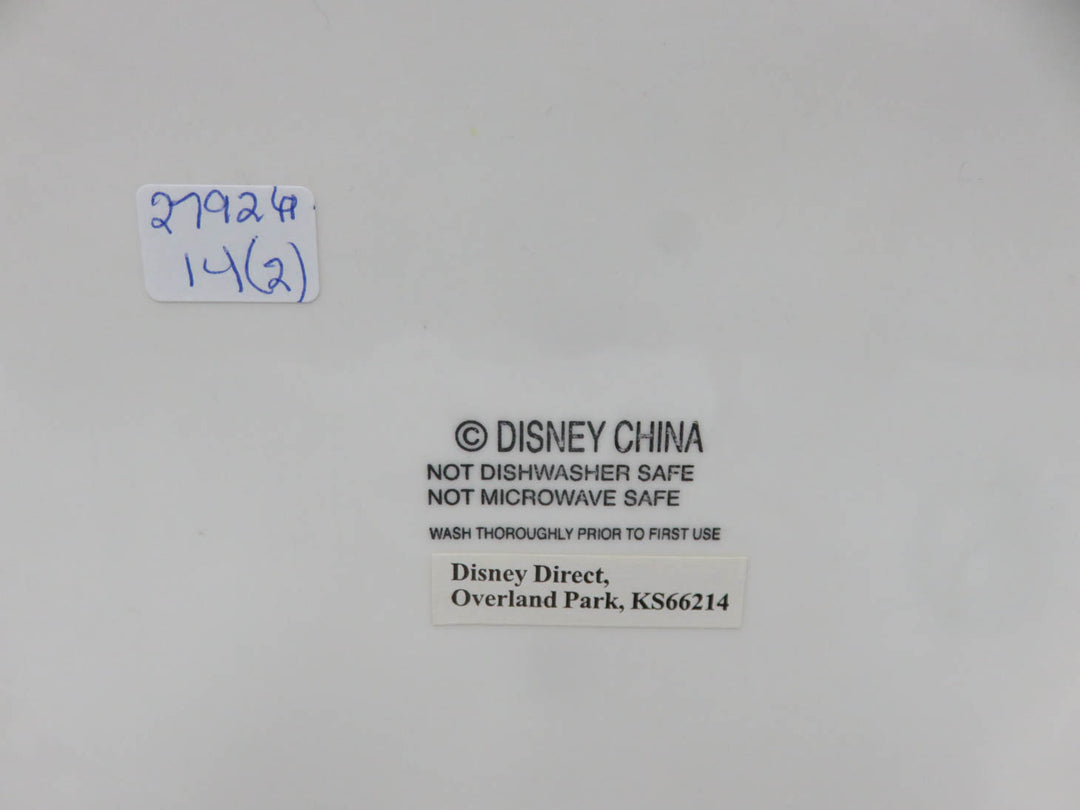 14(2)
© DISNEY CHINA
NOT DISHWASHER SAFE
NOT MICROWAVE SAFE
WASH THOROUGHLY PRIOR TO FIRST USE
Disney Direct,
Overland Park, KS66214